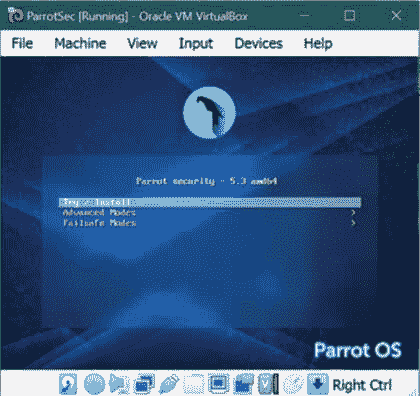 ParrotSec [Running] - Oracle VM VirtualBox
File Machine View Input Devices Help
Parrot security - 5.3 amd64
Try / Install
Advanced Modes >
Failsafe Modes >
Parrot OS
Right Ctrl